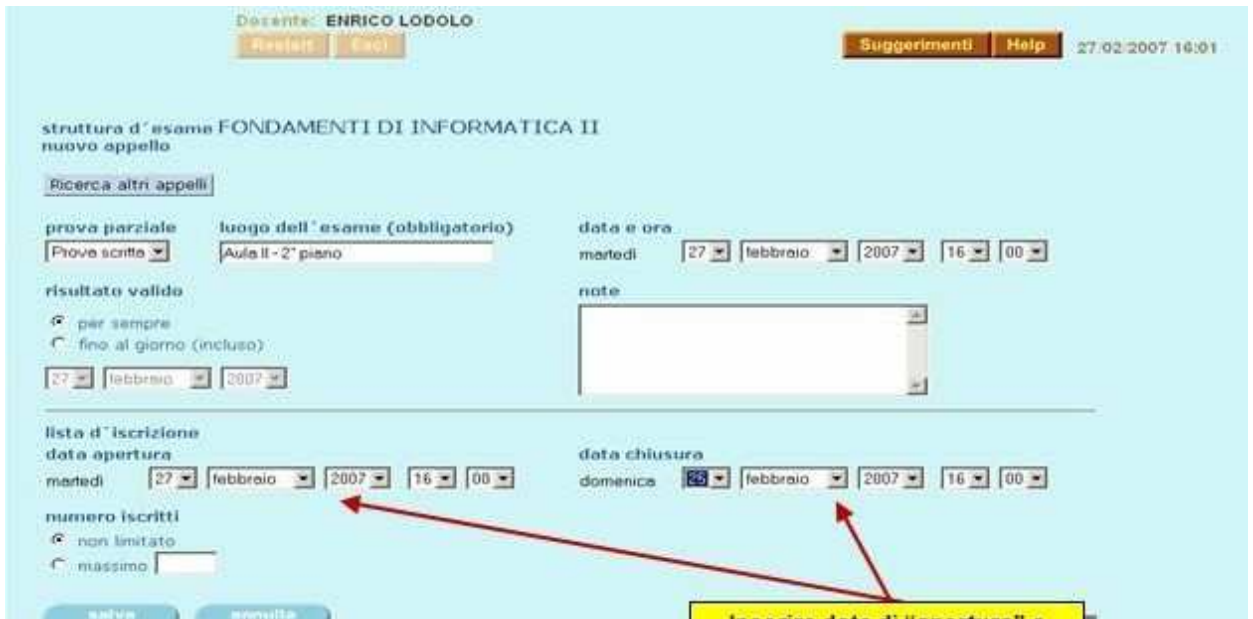 Docente: ENRICO LODOLO
Restart Esci Suggerimenti Help 27/02/2007 16:01
struttura d´esame FONDAMENTI DI INFORMATICA II
nuovo appello
Ricerca altri appelli
prova parziale luogo dell´esame (obbligatorio) data e ora
Prova scritta Aula II - 2° piano martedì 27 febbraio 2007 16 00
risultato valido note
per sempre
fino al giorno (incluso)
27 febbraio 2007
lista d´iscrizione
data apertura data chiusura
martedì 27 febbraio 2007 16 00 domenica 25 febbraio 2007 16 00
numero iscritti
non limitato
massimo
salva annulla